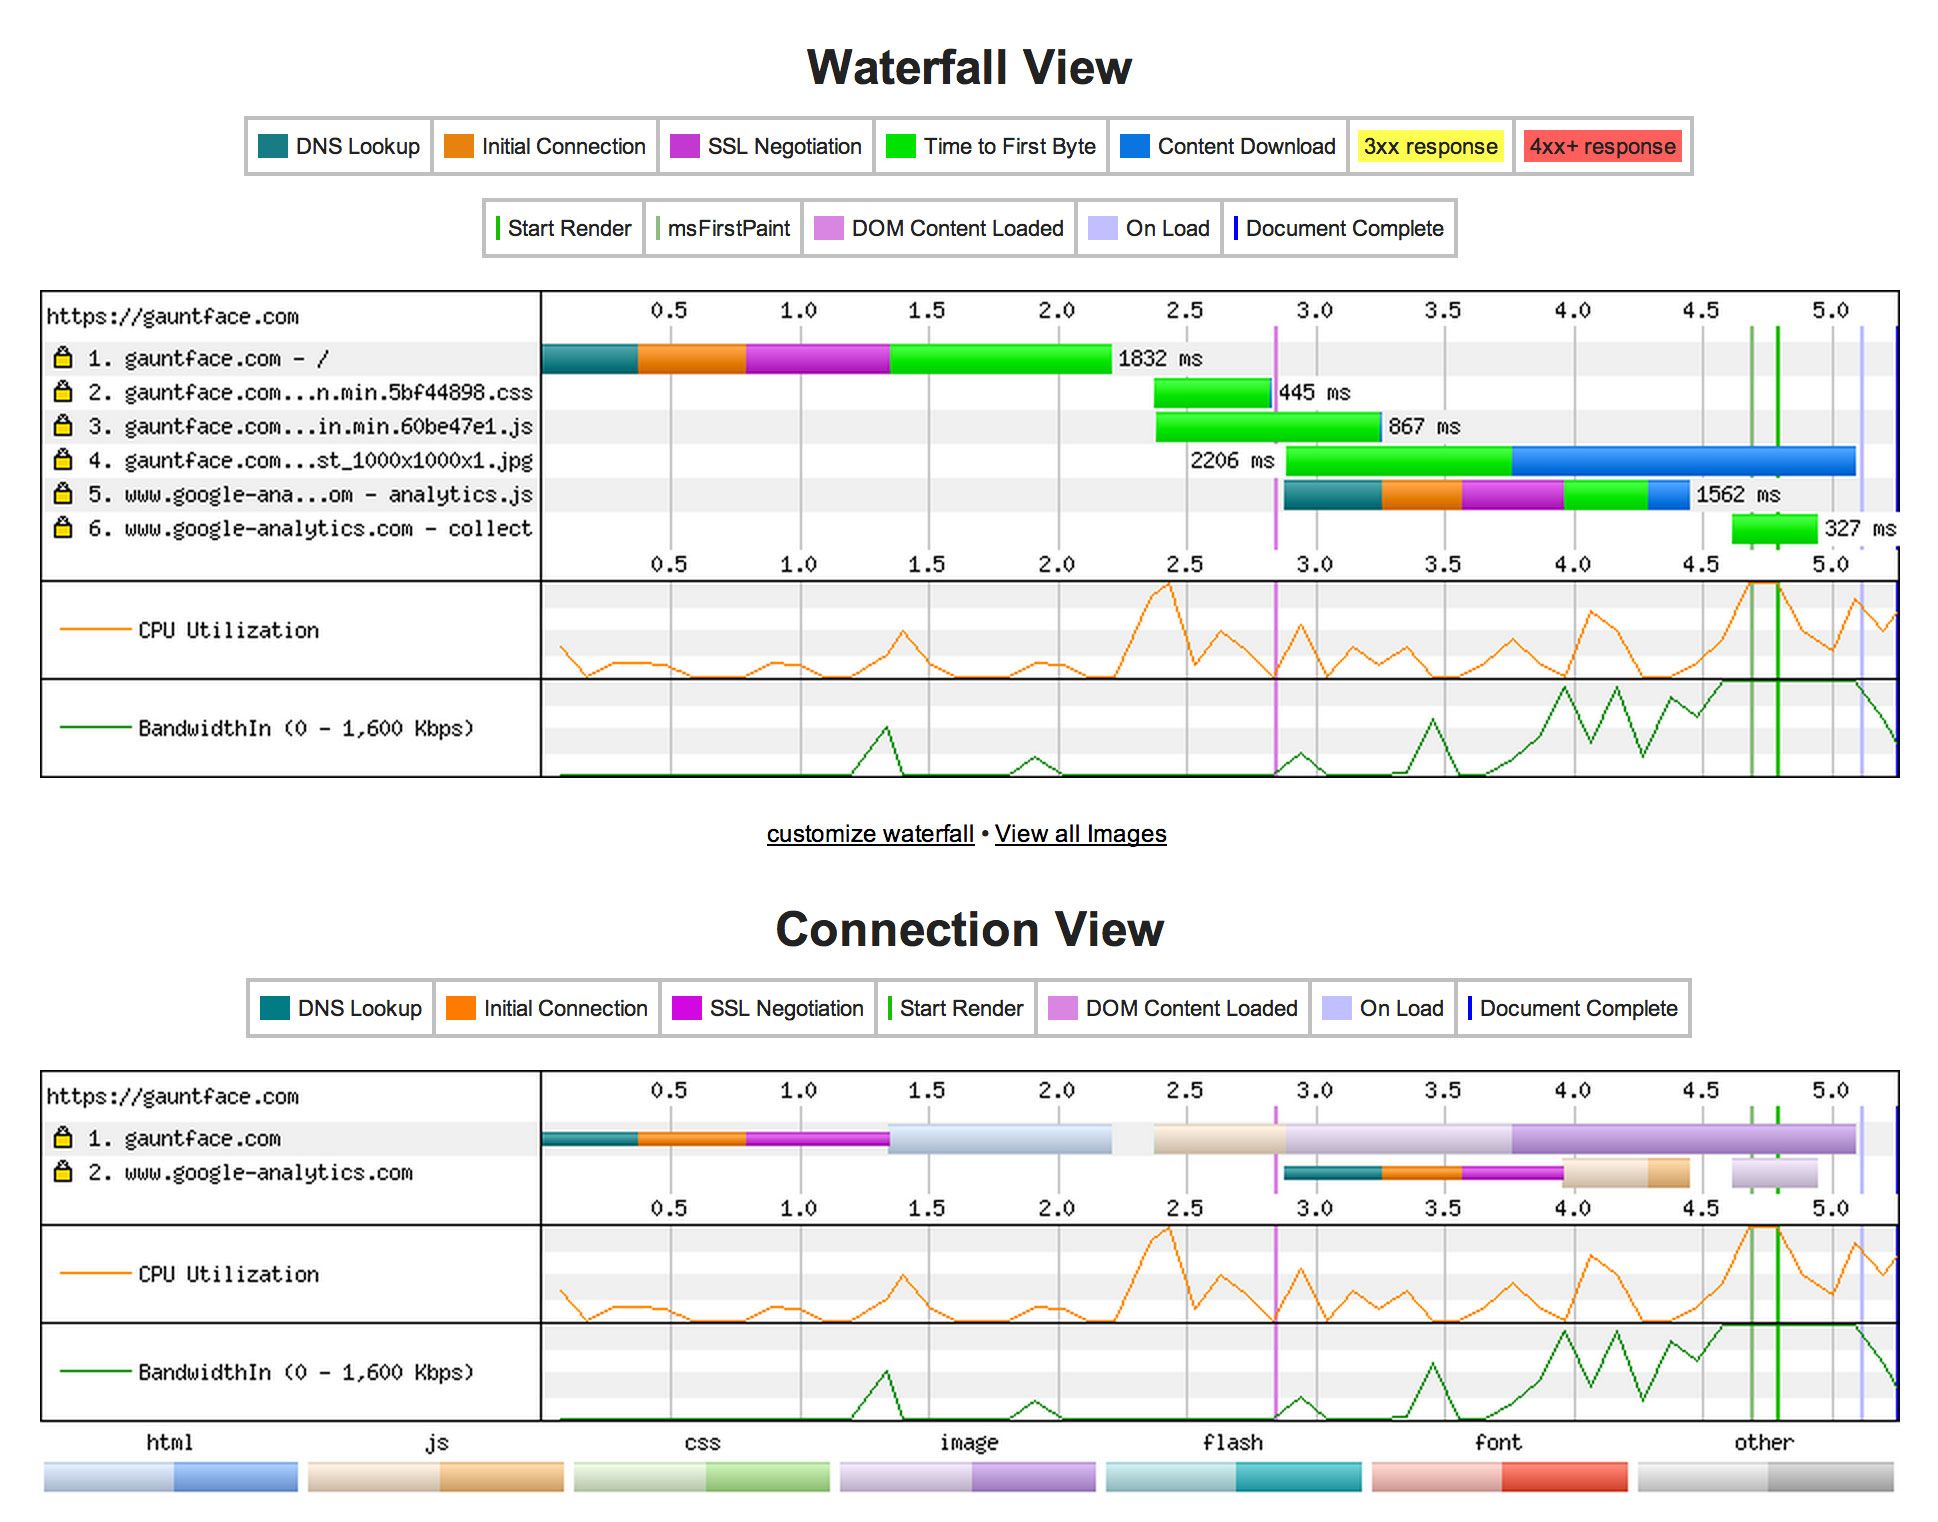 Waterfall View
DNS Lookup Initial Connection SSL Negotiation Time to First Byte Content Download 3xx response 4xx+ response
Start Render msFirstPaint DOM Content Loaded On Load Document Complete
https://gauntface.com 0.5 1.0 1.5 2.0 2.5 3.0 3.5 4.0 4.5 5.0
1. gauntface.com - / 1832 ms
2. gauntface.com...n.min.5bf44898.css 445 ms
3. gauntface.com...in.min.60be47e1.js 867 ms
4. gauntface.com...st_1000x1000x1.jpg 2206 ms
5. www.google-ana...om - analytics.js 1562 ms
6. www.google-analytics.com - collect 327 ms
0.5 1.0 1.5 2.0 2.5 3.0 3.5 4.0 4.5 5.0
CPU Utilization
BandwidthIn (0 - 1,600 Kbps)
customize waterfall • View all Images
Connection View
DNS Lookup Initial Connection SSL Negotiation Start Render DOM Content Loaded On Load Document Complete
https://gauntface.com 0.5 1.0 1.5 2.0 2.5 3.0 3.5 4.0 4.5 5.0
1. gauntface.com
2. www.google-analytics.com
0.5 1.0 1.5 2.0 2.5 3.0 3.5 4.0 4.5 5.0
CPU Utilization
BandwidthIn (0 - 1,600 Kbps)
html js css image flash font other